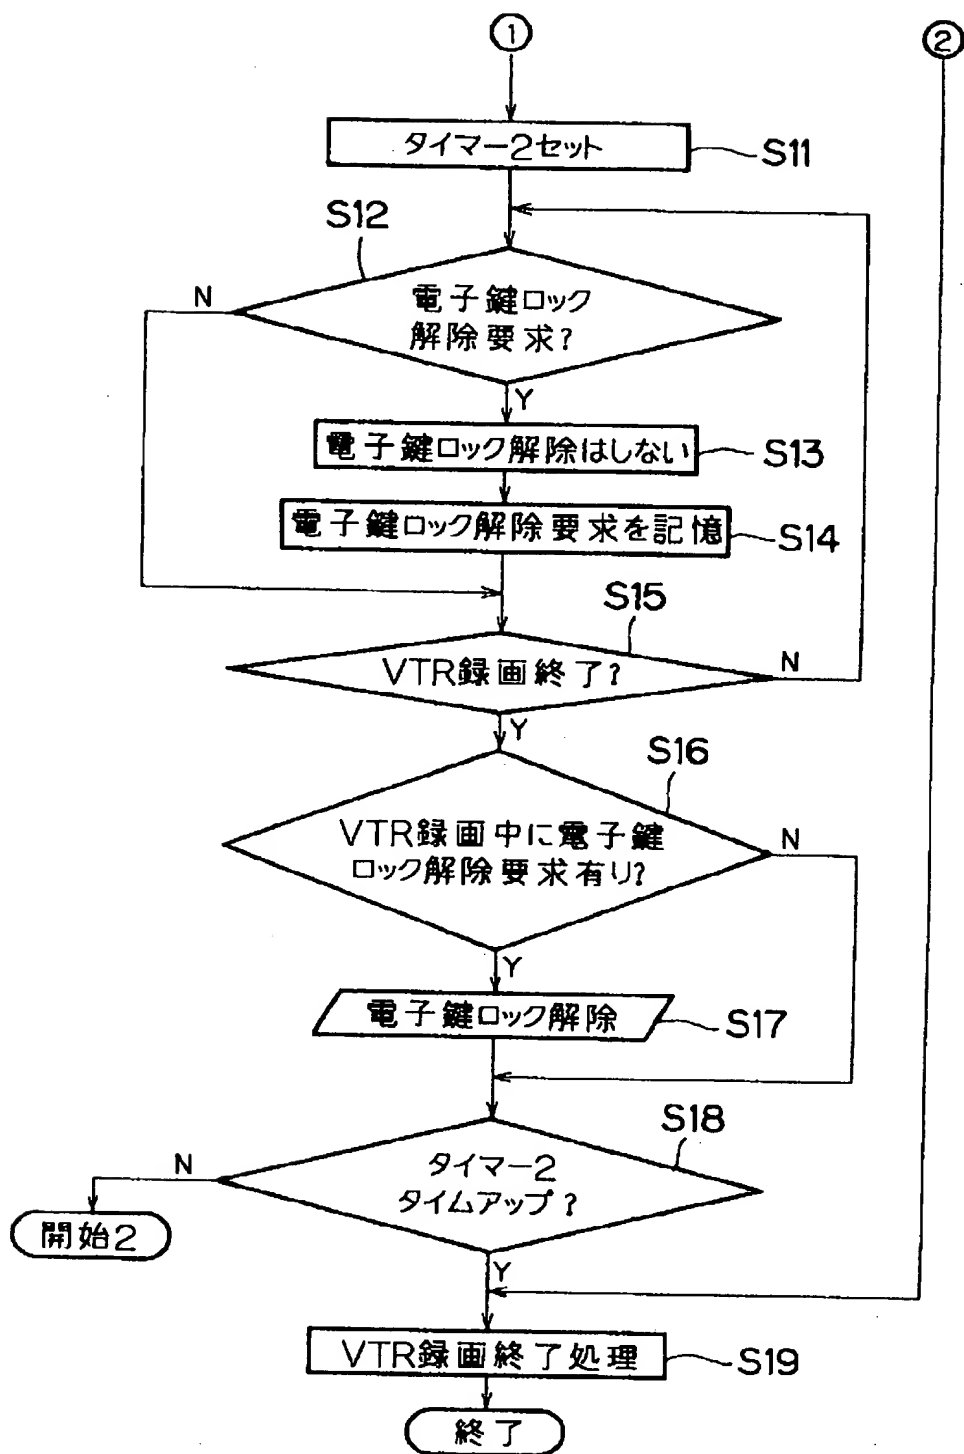 ①
②
タイマー2セット
S11
S12
N
電子鍵ロック
解除要求?
Y
電子鍵ロック解除はしない
S13
電子鍵ロック解除要求を記憶
S14
S15
VTR録画終了?
N
Y
S16
VTR録画中に電子鍵
ロック解除要求有り?
N
Y
電子鍵ロック解除
S17
S18
タイマー2
タイムアップ?
N
開始2
Y
VTR録画終了処理
S19
終了